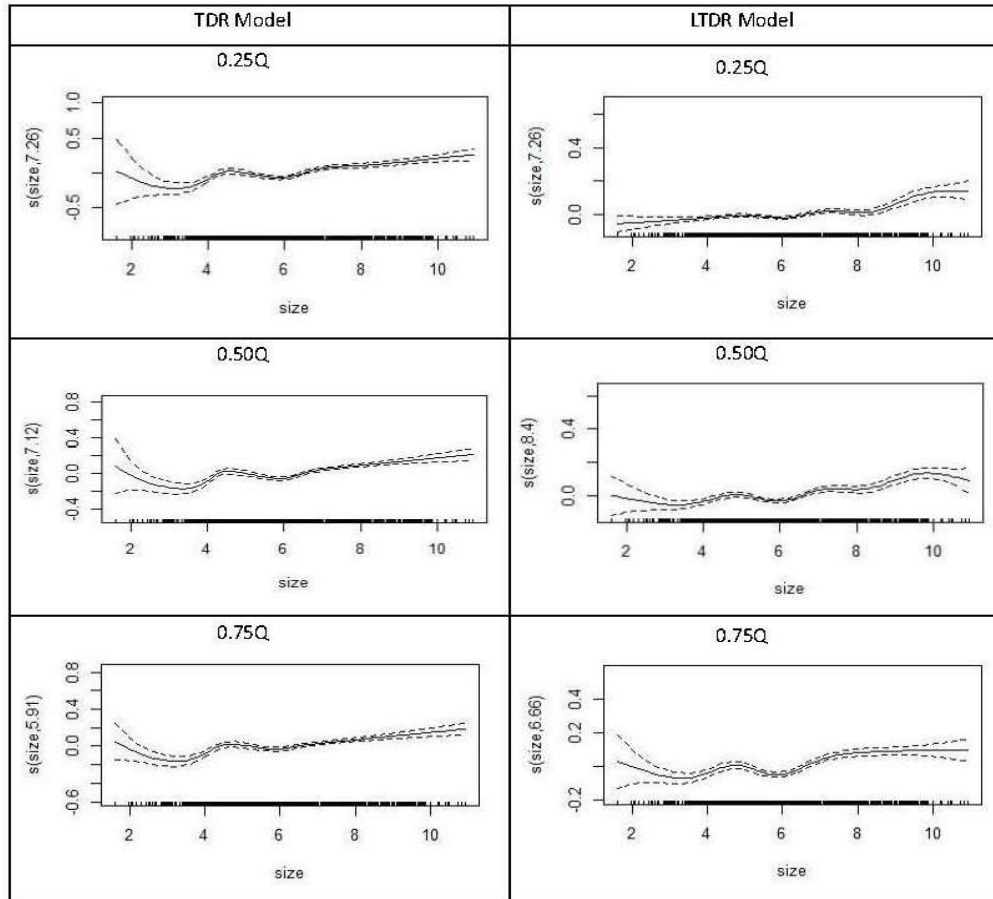 TDR Model
LTDR Model
0.25Q
s(size,7.26)
-0.5
0.5
1.0
2 4 6 8 10
size
0.25Q
s(size,7.26)
0.0
0.4
2 4 6 8 10
size
0.50Q
s(size,7.12)
-0.4
0.0
0.4
0.8
2 4 6 8 10
size
0.50Q
s(size,8.4)
0.0
0.4
2 4 6 8 10
size
0.75Q
s(size,5.91)
-0.6
0.0
0.4
0.8
2 4 6 8 10
size
0.75Q
s(size,6.66)
-0.2
0.2
0.4
2 4 6 8 10
size